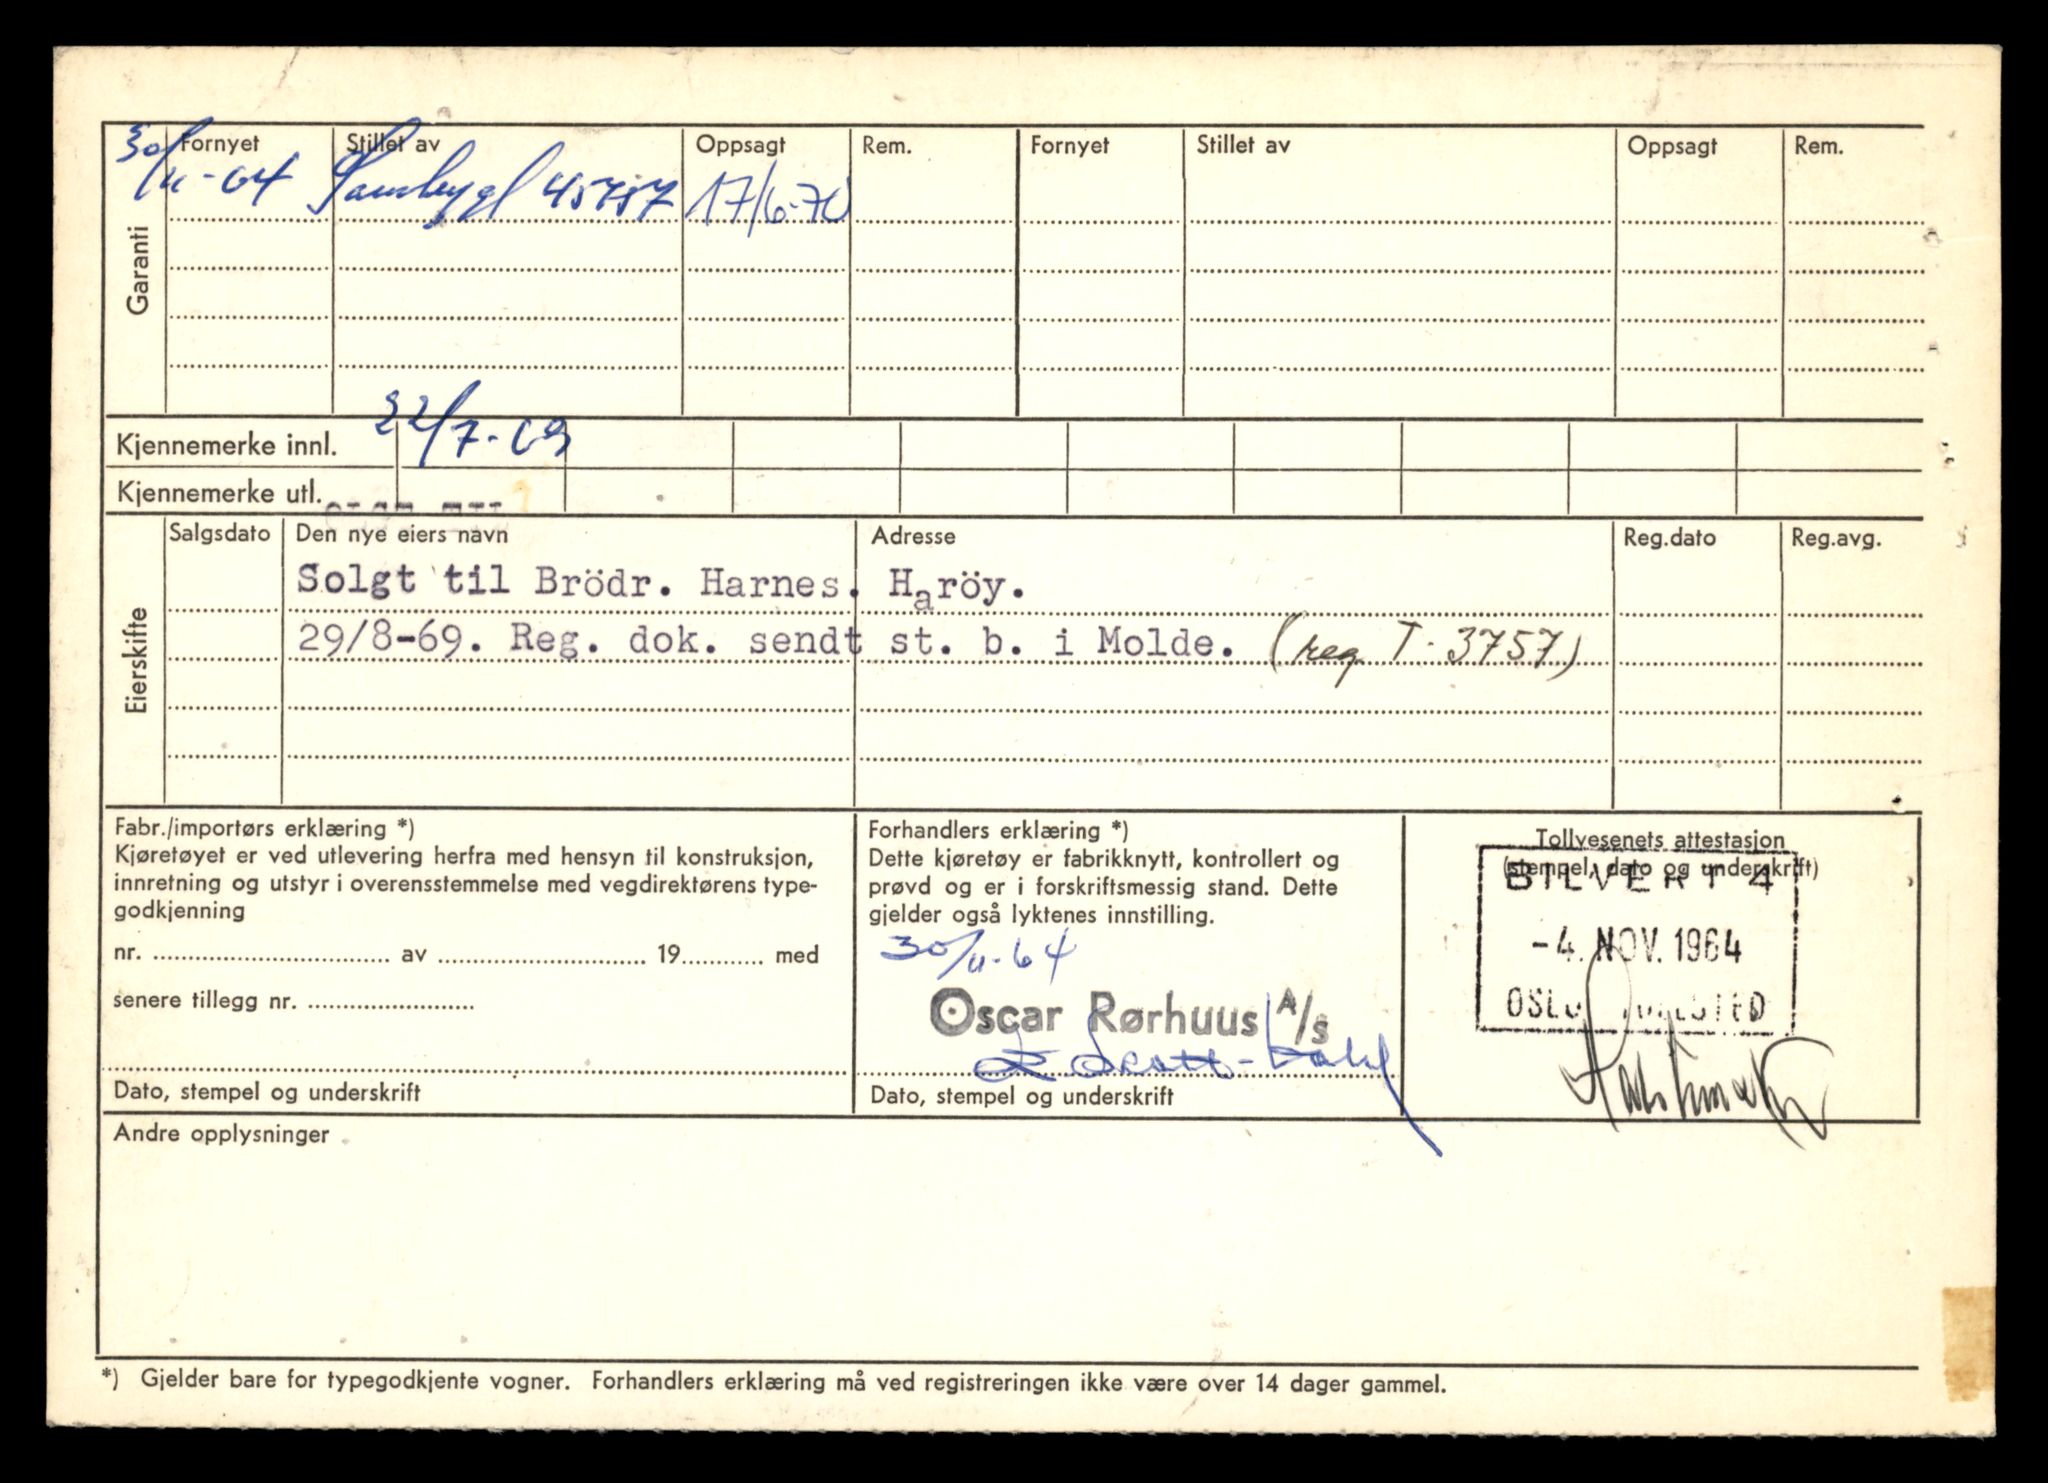 Garanti
Fornyet Stillet av Oppsagt Rem. Fornyet Stillet av Oppsagt Rem.
30/11-64 Samtrygd 45757 17/6-70
Kjennemerke innl. 22/7-69
Kjennemerke utl.
Eierskifte
Salgsdato Den nye eiers navn Adresse Reg.dato Reg.avg.
Solgt til Brödr. Harnes. Haröy.
29/8-69. Reg. dok. sendt st. b. i Molde. (reg. T-3757)
Fabr./importørs erklæring *)
Kjøretøyet er ved utlevering herfra med hensyn til konstruksjon,
innretning og utstyr i overensstemmelse med vegdirektørens type-
godkjenning
nr. av 19 med
senere tillegg nr.
Dato, stempel og underskrift
Forhandlers erklæring *)
Dette kjøretøy er fabrikknytt, kontrollert og
prøvd og er i forskriftsmessig stand. Dette
gjelder også lyktenes innstilling.
30/11-64
Oscar Rørhuus A/S
Dato, stempel og underskrift
Tollvesenets attestasjon
(stempel, dato og underskrift)
BILVERT 4
-4. NOV. 1964
OSLO TOLLSTED
Andre opplysninger
*) Gjelder bare for typegodkjente vogner. Forhandlers erklæring må ved registreringen ikke være over 14 dager gammel.